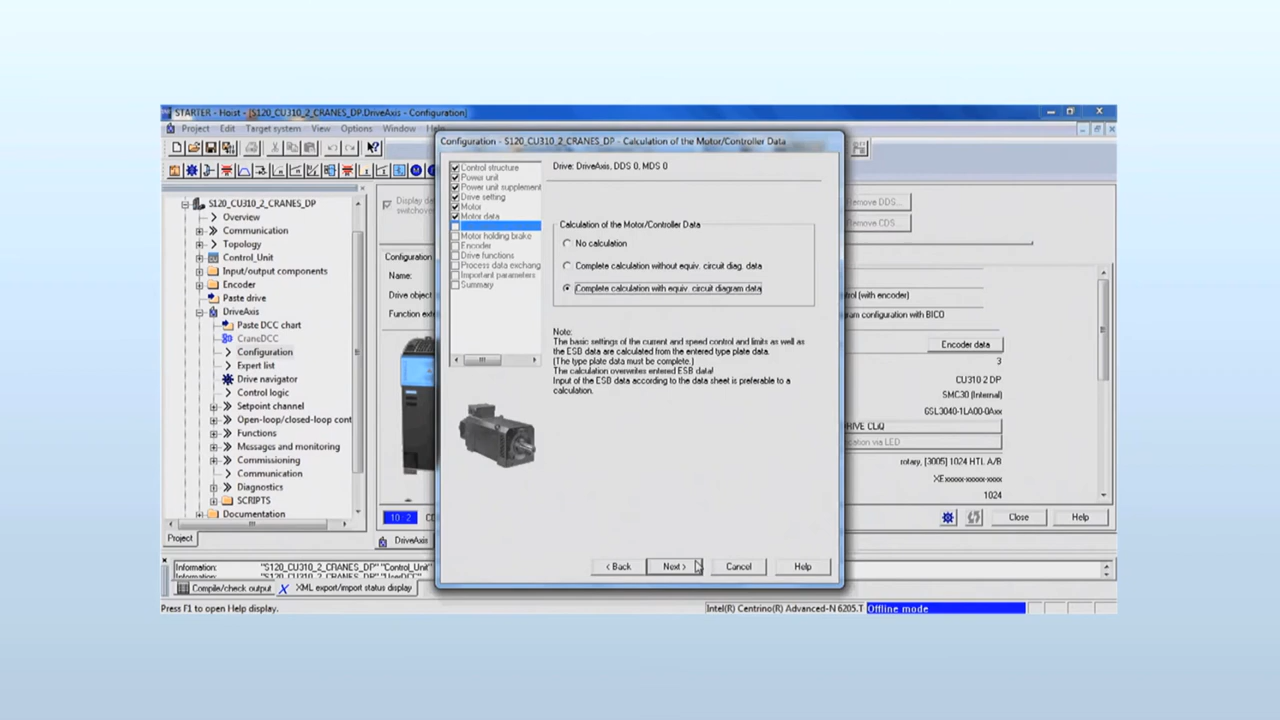 STARTER - Hoist - [S120_CU310_2_CRANES_DP.DriveAxis - Configuration]
Project Edit Target system View Options Window
S120_CU310_2_CRANES_DP
Overview
Communication
Topology
Control_Unit
Input/output components
Encoder
Paste drive
DriveAxis
Paste DCC chart
CraneDCC
Configuration
Expert list
Drive navigator
Control logic
Setpoint channel
Open-loop/closed-loop cont
Functions
Messages and monitoring
Commissioning
Communication
Diagnostics
SCRIPTS
Documentation
Project
Display da
switchove
Configuration
Name:
Drive object
Function ext
10 : 2
DriveAxis
Configuration - S120_CU310_2_CRANES_DP - Calculation of the Motor/Controller Data
Control structure
Power unit
Power unit supplement
Drive setting
Motor
Motor data
Motor holding brake
Encoder
Drive functions
Process data exchang
Important parameters
Summary
Drive: DriveAxis, DDS 0, MDS 0
Calculation of the Motor/Controller Data
No calculation
Complete calculation without equiv. circuit diag. data
Complete calculation with equiv. circuit diagram data
Note:
The basic settings of the current and speed control and limits as well as
the ESB data are calculated from the entered type plate data.
(The type plate data must be complete.)
The calculation overwrites entered ESB data!
Input of the ESB data according to the data sheet is preferable to a
calculation.
< Back Next > Cancel Help
Remove DDS...
Remove CDS...
trol (with encoder)
ram configuration with BICO
Encoder data
3
CU310 2 DP
SMC30 (Internal)
6SL3040-1LA00-0Axx
RIVE CLiQ
ication via LED
rotary, [3005] 1024 HTL A/B
XExxxxx-xxxxx-xxxx
1024
Close Help
Information: "S120_CU310_2_CRANES_DP" "Control_Unit"
Compile/check output XML export/import status display
Press F1 to open Help display. Intel(R) Centrino(R) Advanced-N 6205.T Offline mode